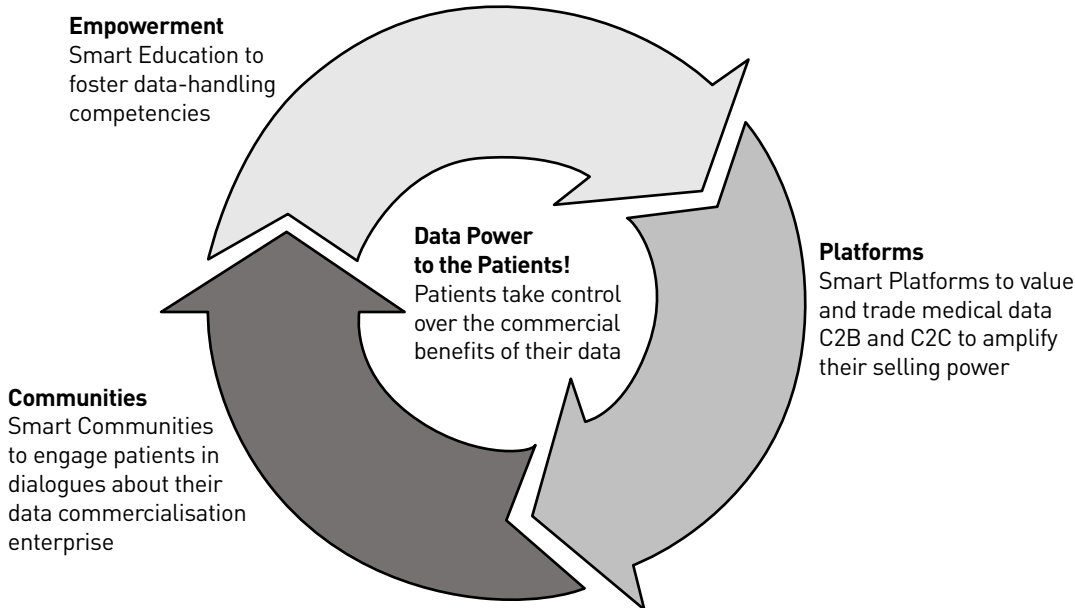 Empowerment
Smart Education to
foster data-handling
competencies
Data Power
to the Patients!
Patients take control
over the commercial
benefits of their data
Platforms
Smart Platforms to value
and trade medical data
C2B and C2C to amplify
their selling power
Communities
Smart Communities
to engage patients in
dialogues about their
data commercialisation
enterprise